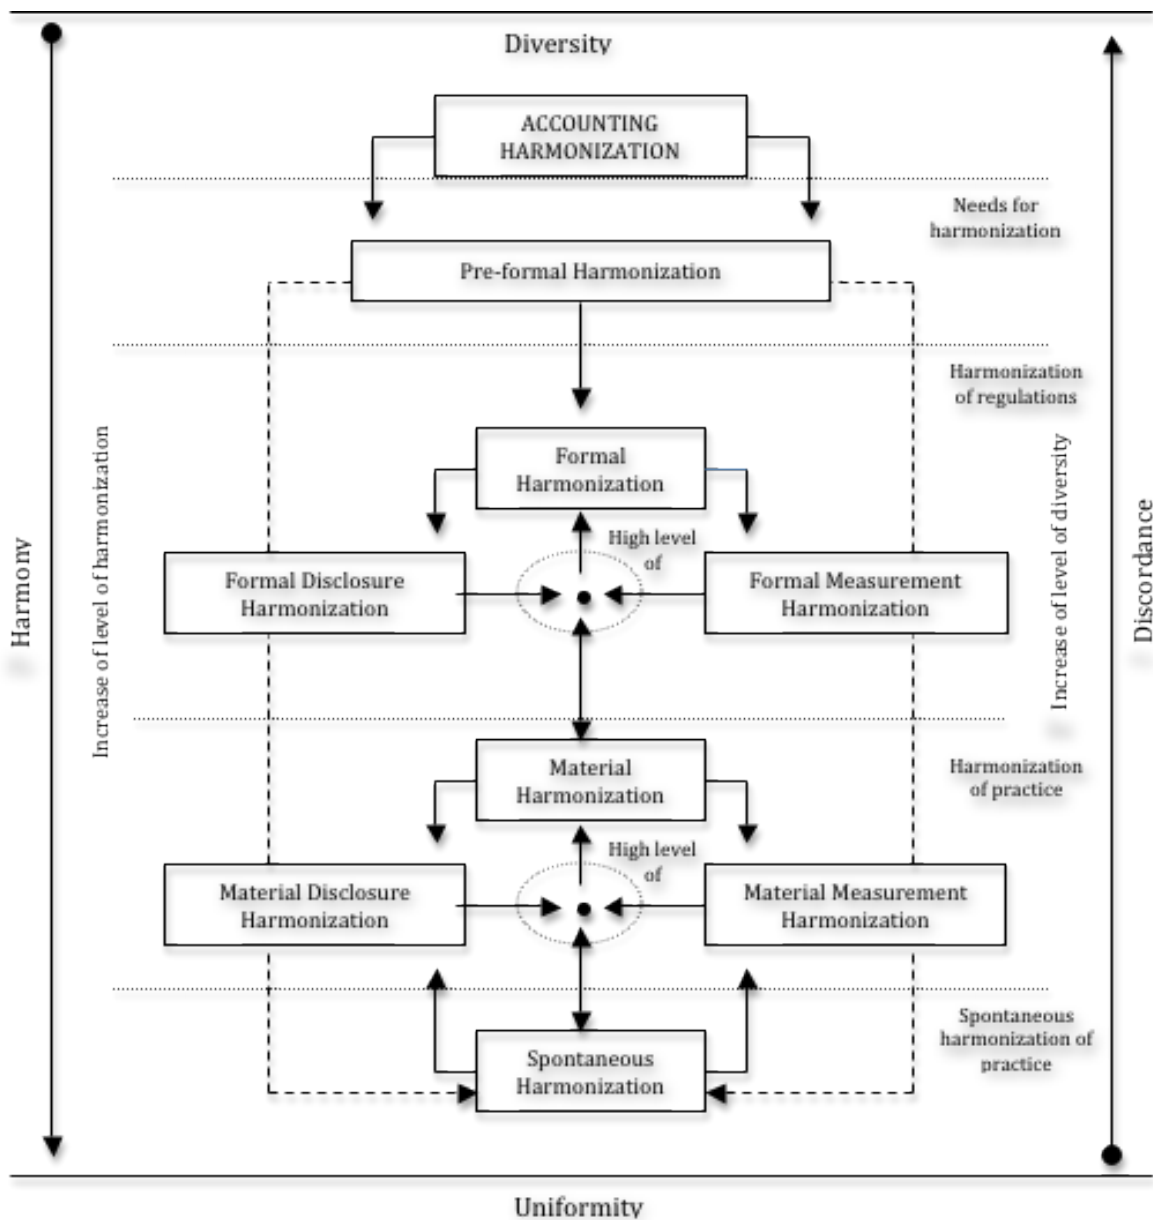 Diversity
ACCOUNTING
HARMONIZATION
Needs for
harmonization
Pre-formal Harmonization
Harmonization
of regulations
Formal
Harmonization
High level
of
Formal Disclosure
Harmonization
Formal Measurement
Harmonization
Harmony
Increase of level of harmonization
Increase of level of diversity
Discordance
Material
Harmonization
Harmonization
of practice
High level
of
Material Disclosure
Harmonization
Material Measurement
Harmonization
Spontaneous
harmonization of
practice
Spontaneous
Harmonization
Uniformity